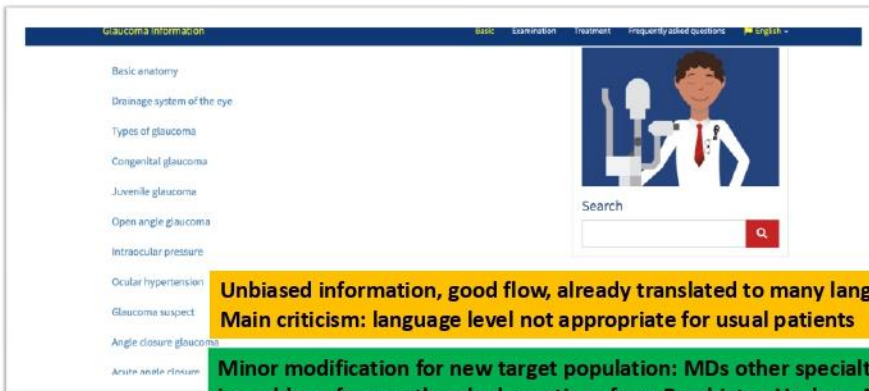 Glaucoma Information
Basic Examination Treatment Frequently asked questions English
Basic anatomy
Drainage system of the eye
Types of glaucoma
Congenital glaucoma
Juvenile glaucoma
Open angle glaucoma
Intraocular pressure
Ocular hypertension
Glaucoma suspect
Angle closure glaucoma
Acute angle closure
Search
Unbiased information, good flow, already translated to many lang
Main criticism: language level not appropriate for usual patients
Minor modification for new target population: MDs other specialt